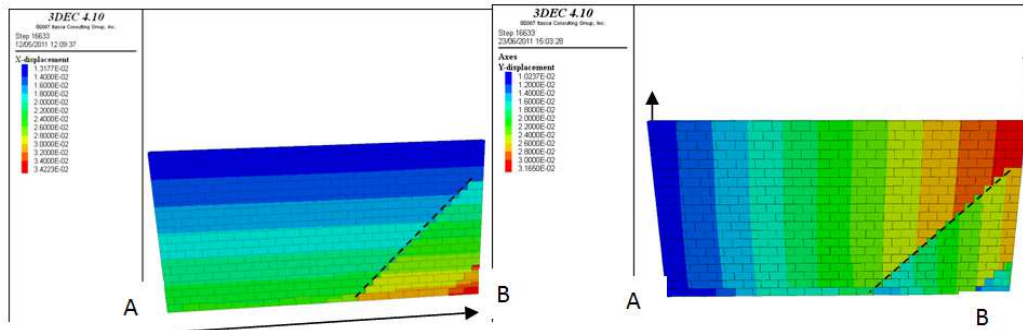 3DEC 4.10
©2007 Itasca Consulting Group, Inc.
Step 16633
12/05/2011 12:09:37
X-displacement
1.3177E-02
1.4000E-02
1.6000E-02
1.8000E-02
2.0000E-02
2.2000E-02
2.4000E-02
2.6000E-02
2.8000E-02
3.0000E-02
3.2000E-02
3.4000E-02
3.4223E-02
A
B
3DEC 4.10
©2007 Itasca Consulting Group, Inc.
Step 16633
23/06/2011 15:03:28
Axes
Y-displacement
1.0237E-02
1.2000E-02
1.4000E-02
1.6000E-02
1.8000E-02
2.0000E-02
2.2000E-02
2.4000E-02
2.6000E-02
2.8000E-02
3.0000E-02
3.1650E-02
B
A
B